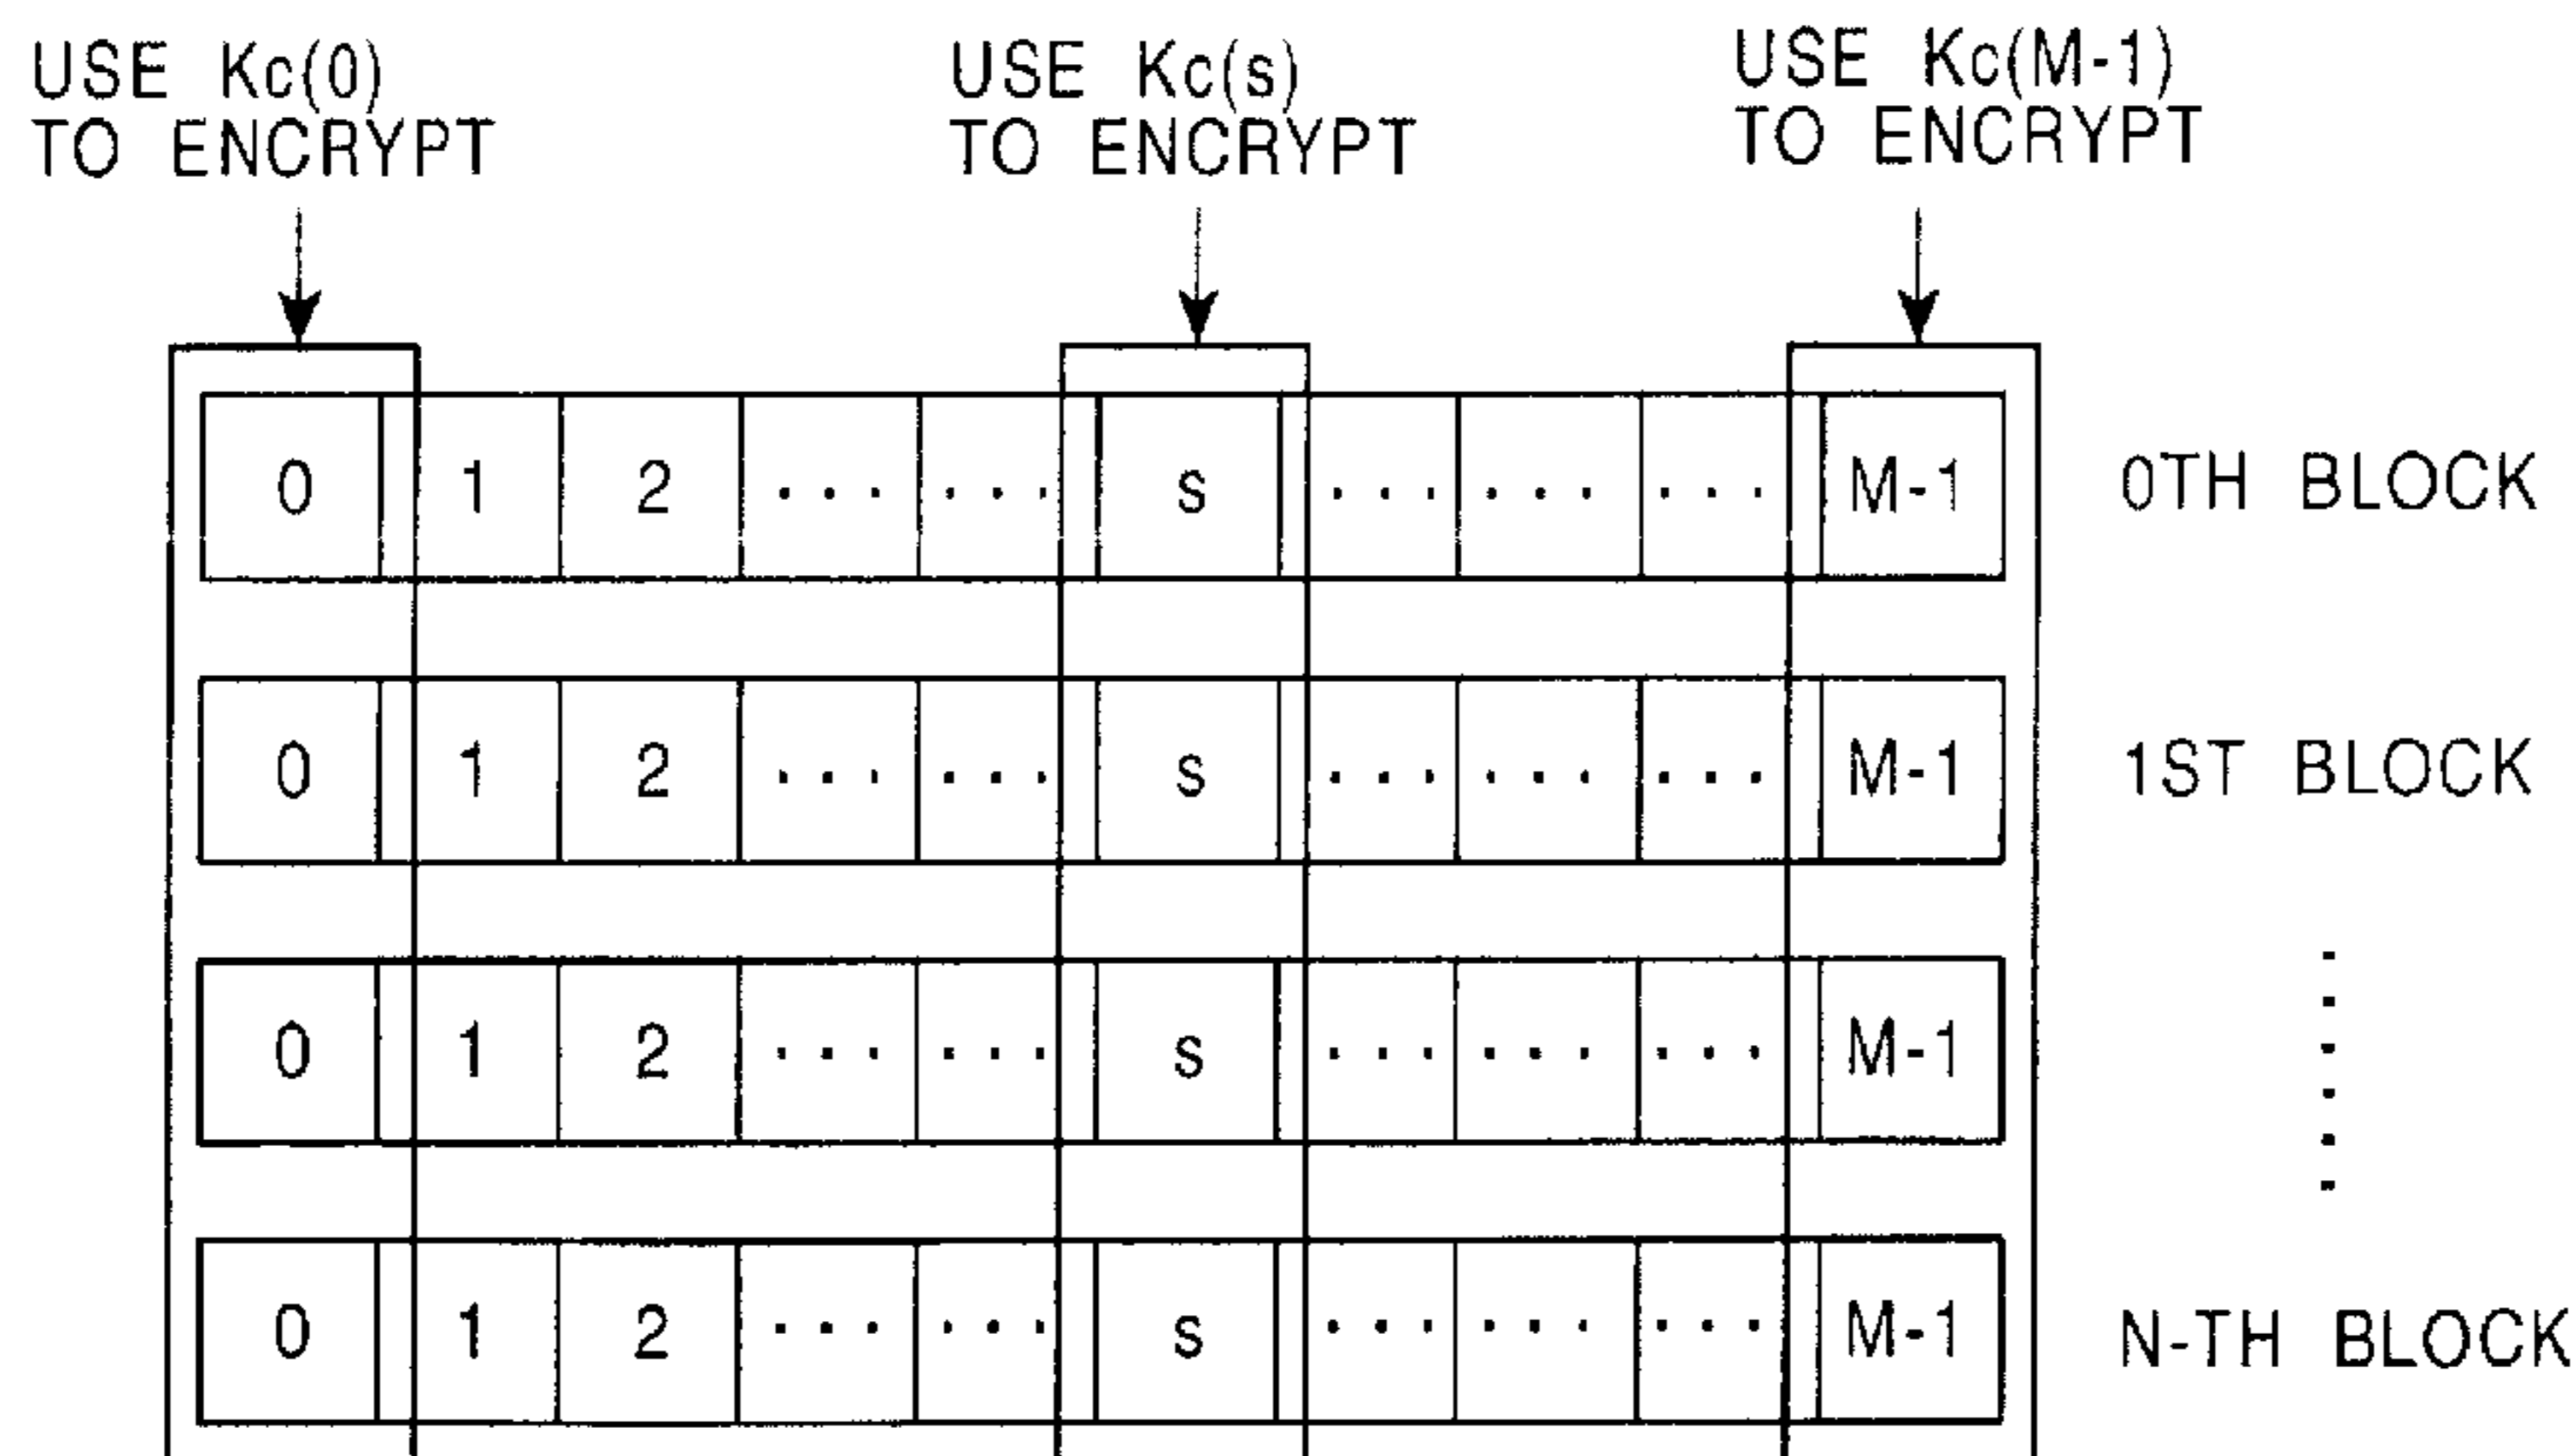 USE Kc(0)
TO ENCRYPT
USE Kc(s)
TO ENCRYPT
USE Kc(M-1)
TO ENCRYPT
0 1 2 ... ... s ... ... ... M-1 0TH BLOCK
0 1 2 ... ... s ... ... ... M-1 1ST BLOCK
0 1 2 ... ... s ... ... ... M-1
0 1 2 ... ... s ... ... ... M-1 N-TH BLOCK